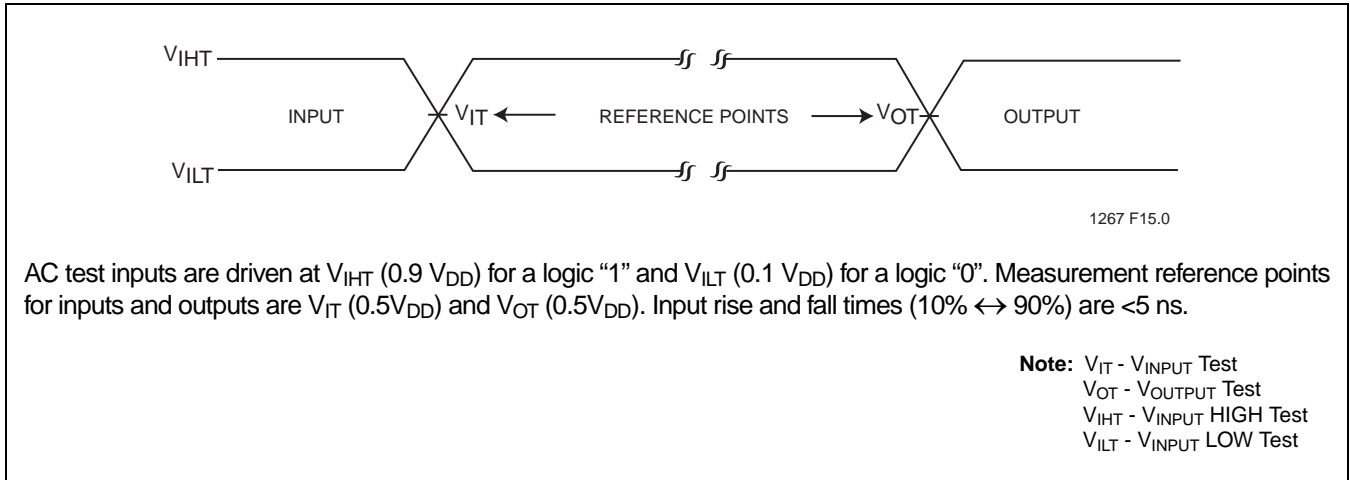 VIHT
INPUT VIT REFERENCE POINTS VOT OUTPUT
VILT
1267 F15.0
AC test inputs are driven at VIHT (0.9 VDD) for a logic “1” and VILT (0.1 VDD) for a logic “0”. Measurement reference points
for inputs and outputs are VIT (0.5VDD) and VOT (0.5VDD). Input rise and fall times (10% ↔ 90%) are <5 ns.
Note: VIT - VINPUT Test
VOT - VOUTPUT Test
VIHT - VINPUT HIGH Test
VILT - VINPUT LOW Test